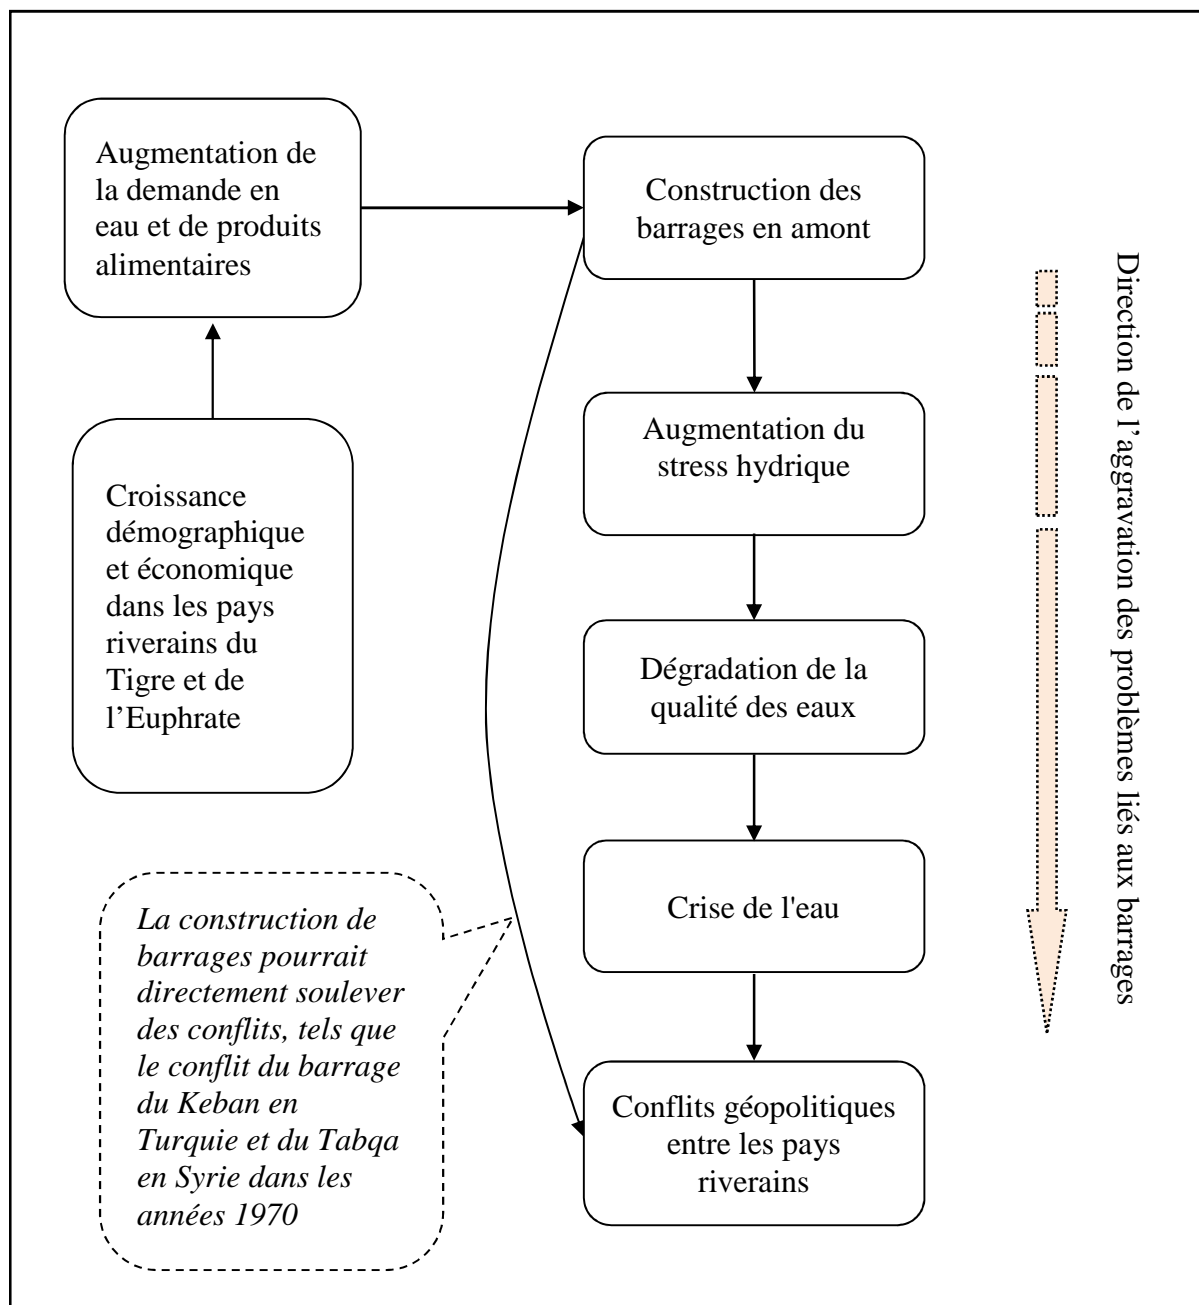 Augmentation de
la demande en
eau et de produits
alimentaires
Construction des
barrages en amont
Croissance
démographique
et économique
dans les pays
riverains du
Tigre et de
l’Euphrate
Augmentation du
stress hydrique
Dégradation de la
qualité des eaux
Crise de l'eau
Conflits géopolitiques
entre les pays
riverains
La construction de
barrages pourrait
directement soulever
des conflits, tels que
le conflit du barrage
du Keban en
Turquie et du Tabqa
en Syrie dans les
années 1970
Direction de l’aggravation des problèmes liés aux barrages